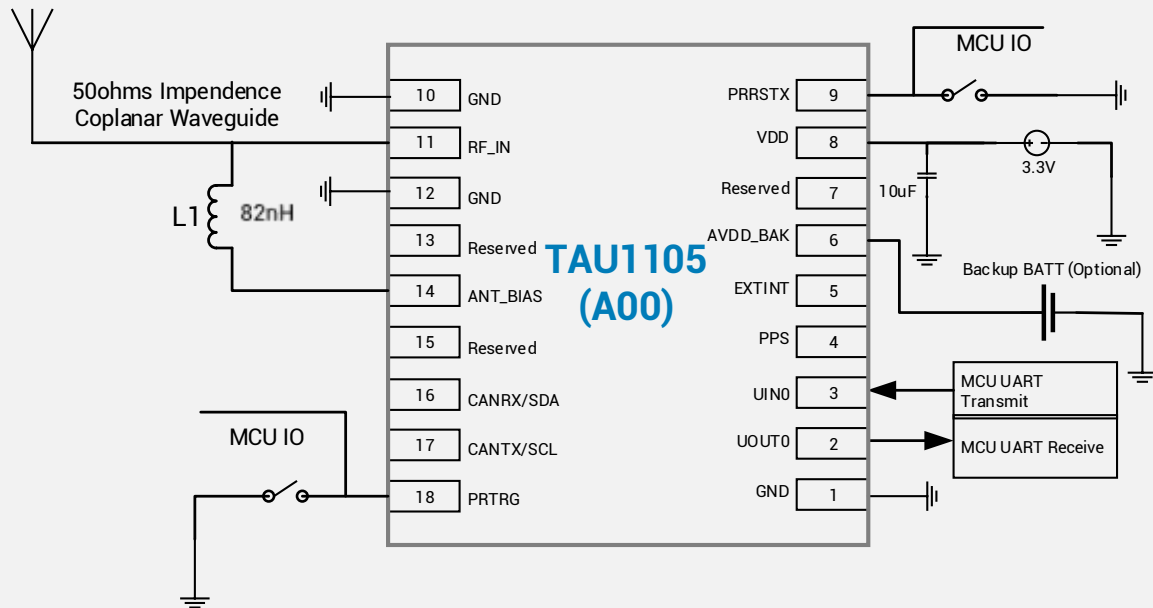 50ohms Impendence
Coplanar Waveguide
L1
82nH
MCU IO
10
GND
11
RF_IN
12
GND
13
Reserved
14
ANT_BIAS
15
Reserved
16
CANRX/SDA
17
CANTX/SCL
18
PRTRG
TAU1105
(A00)
PRRSTX
9
VDD
8
Reserved
7
AVDD_BAK
6
EXTINT
5
PPS
4
UIN0
3
UOUT0
2
GND
1
MCU IO
3.3V
10uF
Backup BATT (Optional)
MCU UART
Transmit
MCU UART Receive